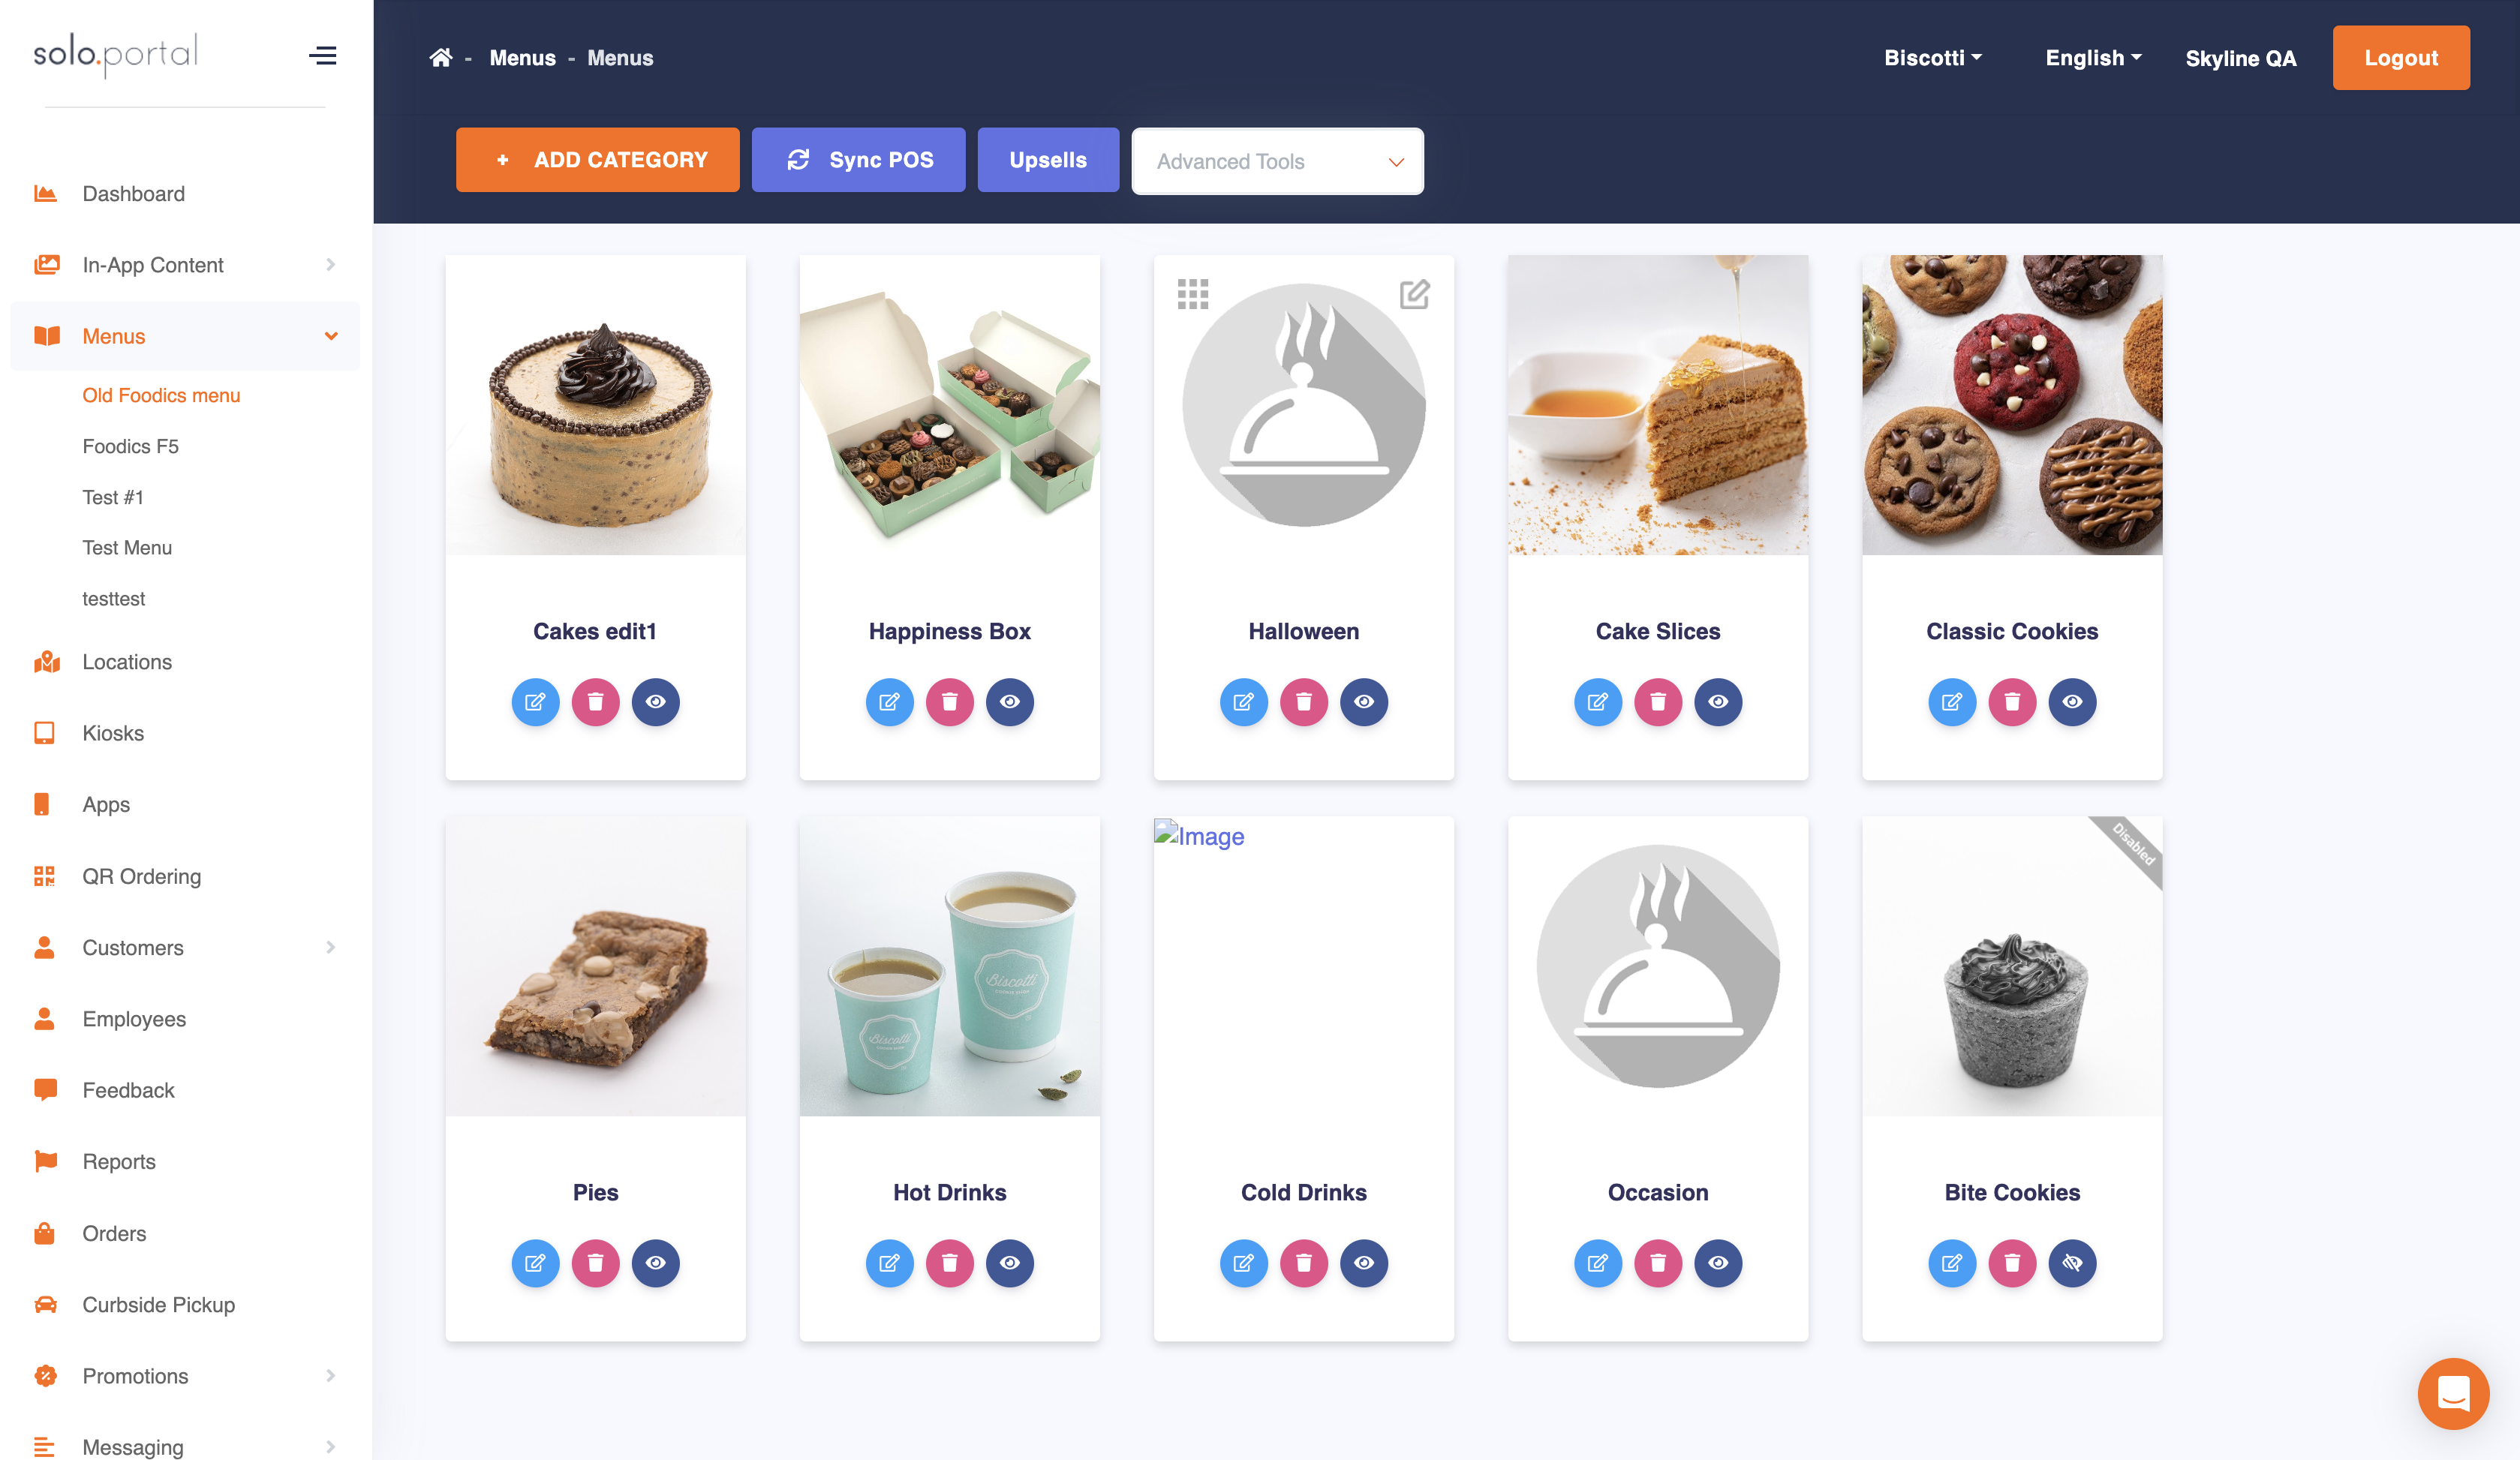 solo.portal
- Menus - Menus
Biscotti
English
Skyline QA
Logout
+ ADD CATEGORY
Sync POS
Upsells
Advanced Tools
Dashboard
In-App Content
Menus
Old Foodics menu
Foodics F5
Test #1
Test Menu
testtest
Locations
Kiosks
Apps
QR Ordering
Customers
Employees
Feedback
Reports
Orders
Curbside Pickup
Promotions
Messaging
Cakes edit1
Happiness Box
Halloween
Cake Slices
Classic Cookies
Image
Disabled
Biscotti
Biscotti
Pies
Hot Drinks
Cold Drinks
Occasion
Bite Cookies